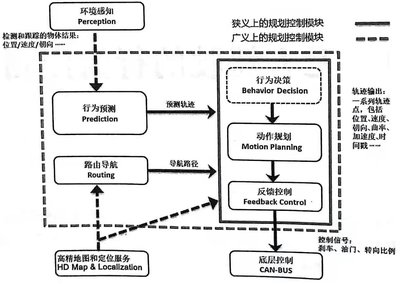 环境感知
Perception
检测和跟踪的物体结果:
位置/速度/朝向……
狭义上的规划控制模块
广义上的规划控制模块
行为预测
Prediction
预测轨迹
行为决策
Behavior Decision
动作规划
Motion Planning
轨迹输出:
一系列轨迹
点，包括
位置、速度、
朝向、曲率、
加速度、时
间戳……
路由导航
Routing
导航路径
反馈控制
Feedback Control
控制信号:
刹车、油门、转向比例
高精地图和定位服务
HD Map & Localization
底层控制
CAN-BUS